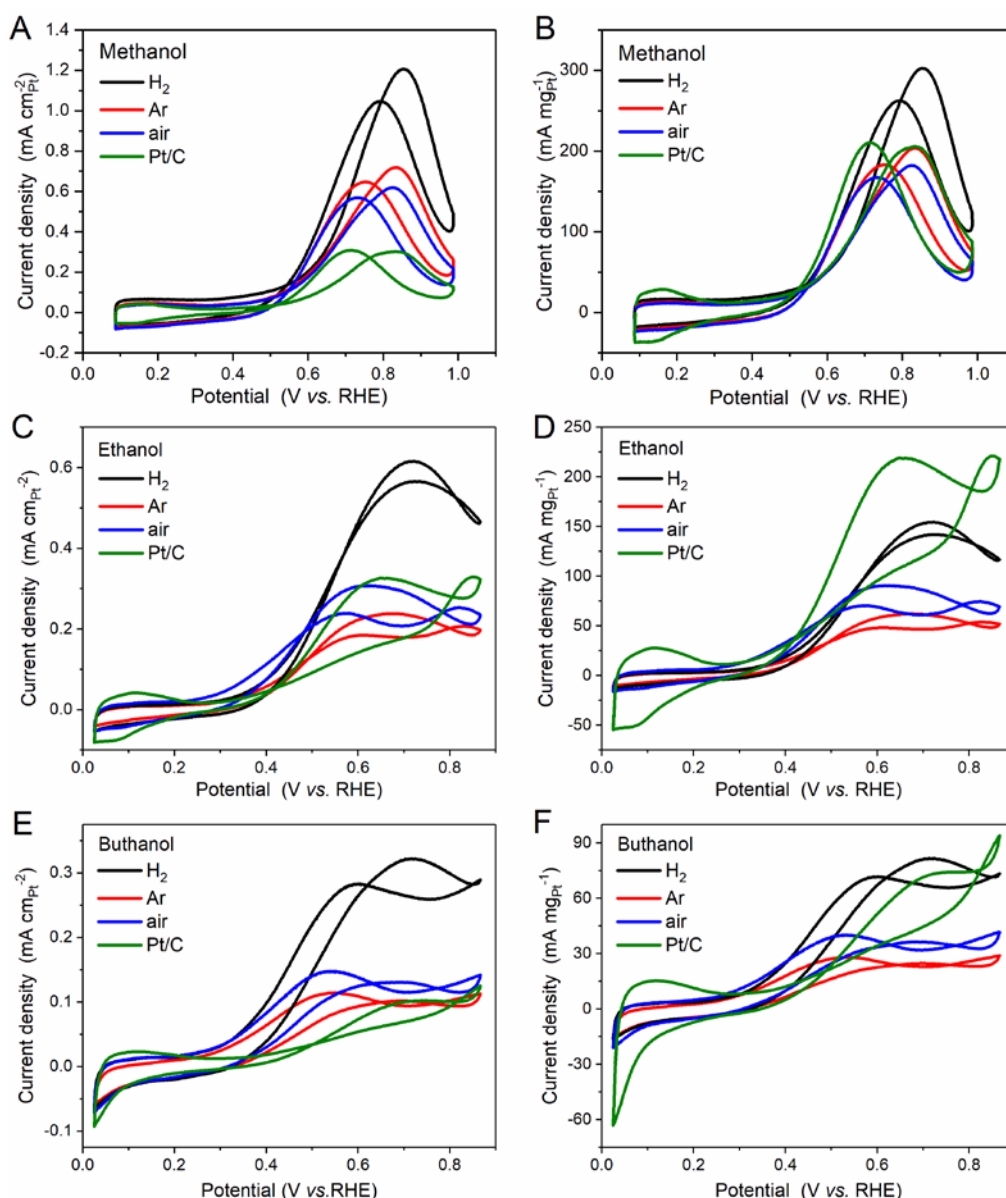 A
Methanol
H2
Ar
air
Pt/C
1.4
1.2
1.0
0.8
0.6
0.4
0.2
0.0
-0.2
0.0 0.2 0.4 0.6 0.8 1.0
Current density (mA cm-2Pt)
Potential (V vs. RHE)
B
Methanol
H2
Ar
air
Pt/C
300
200
100
0
0.0 0.2 0.4 0.6 0.8 1.0
Current density (mA mg-1Pt)
Potential (V vs. RHE)
C
Ethanol
H2
Ar
air
Pt/C
0.6
0.4
0.2
0.0
0.0 0.2 0.4 0.6 0.8
Current density (mA cmPt-2)
Potential (V vs. RHE)
D
Ethanol
H2
Ar
air
Pt/C
250
200
150
100
50
0
-50
0.0 0.2 0.4 0.6 0.8
Current density (mA mgPt-1)
Potential (V vs. RHE)
E
Buthanol
H2
Ar
air
Pt/C
0.3
0.2
0.1
0.0
-0.1
0.0 0.2 0.4 0.6 0.8
Current density (mA cmPt-2)
Potential (V vs.RHE)
F
Buthanol
H2
Ar
air
Pt/C
90
60
30
0
-30
-60
0.0 0.2 0.4 0.6 0.8
Current density (mA mgPt-1)
Potential (V vs. RHE)